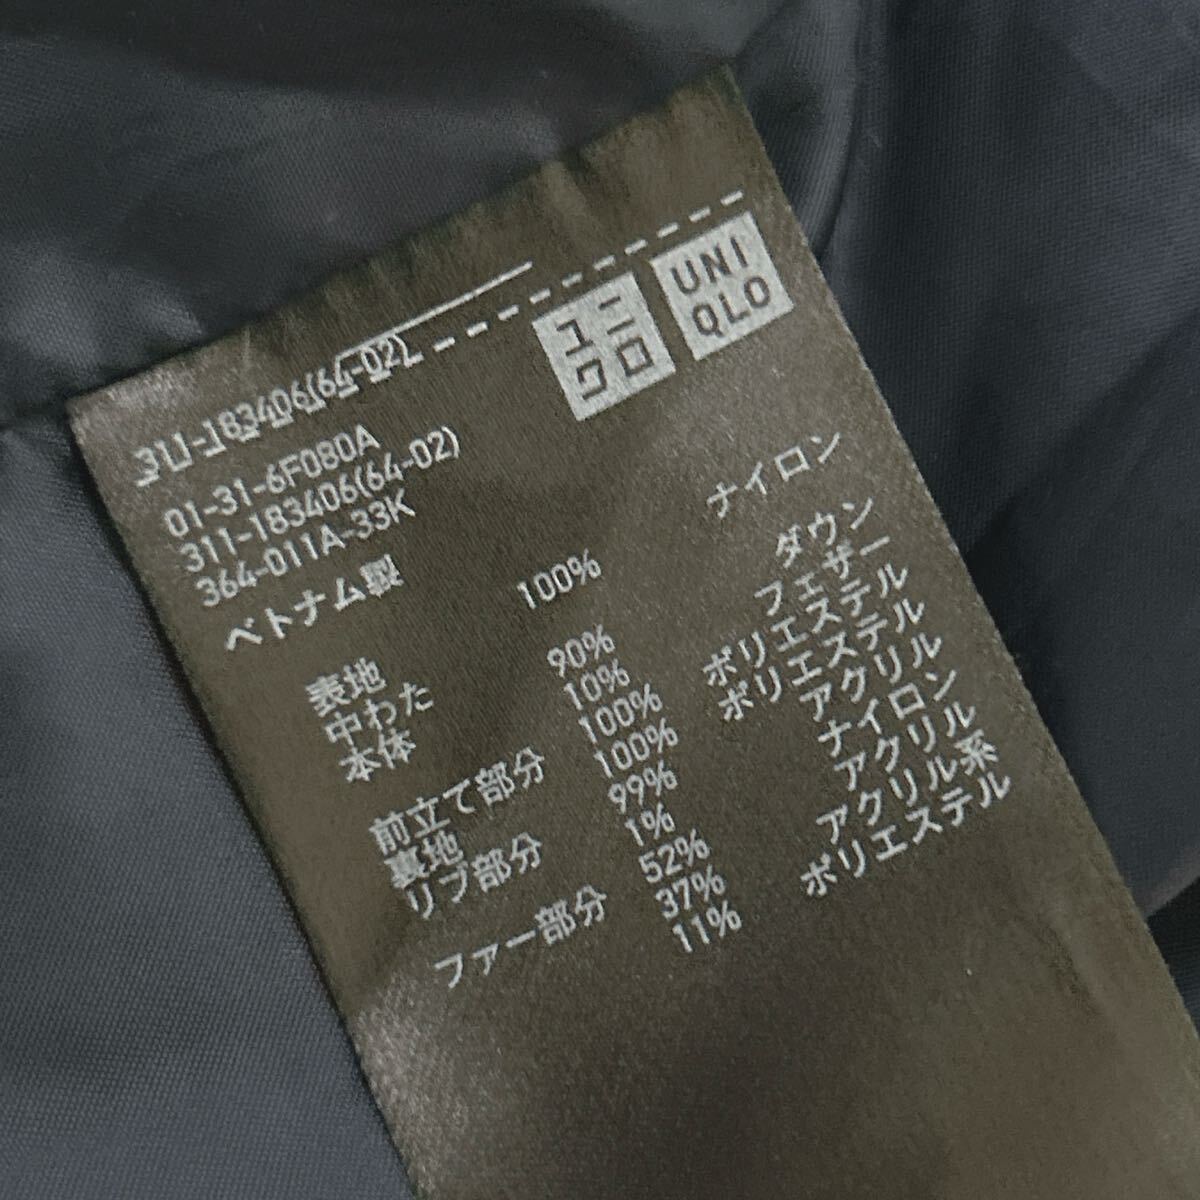 ユニ
クロ
UNI
QLO
311-183406(64-02)
01-31-6F080A
311-183406(64-02)
364-011A-33K
ベトナム製
表地 100% ナイロン
中わた
本体 90% ダウン
10% フェザー
前立て部分 100% ポリエステル
裏地 100% ポリエステル
リブ部分 99% アクリル
1% ナイロン
ファー部分 52% アクリル
37% アクリル系
11% ポリエステル